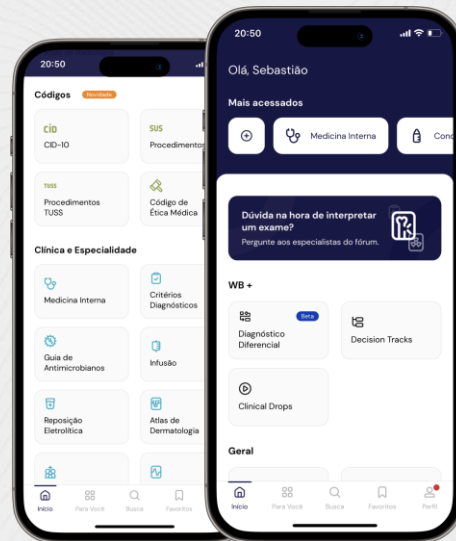 20:50
Códigos
Novidade
CID
CID-10
SUS
Procedimentos
TUSS
Procedimentos
TUSS
Código de
Ética Médica
Clínica e Especialidade
Medicina Interna
Critérios
Diagnósticos
Guia de
Antimicrobianos
Infusão
Reposição
Eletrolítica
Atlas de
Dermatologia
Início
Para Você
Busca
Favoritos
20:50
Olá, Sebastião
Mais acessados
Medicina Interna
Cond
Dúvida na hora de interpretar
um exame?
Pergunte aos especialistas do fórum.
WB +
Beta
Diagnóstico
Diferencial
Decision Tracks
Clinical Drops
Geral
Início
Para Você
Busca
Favoritos
Perfil